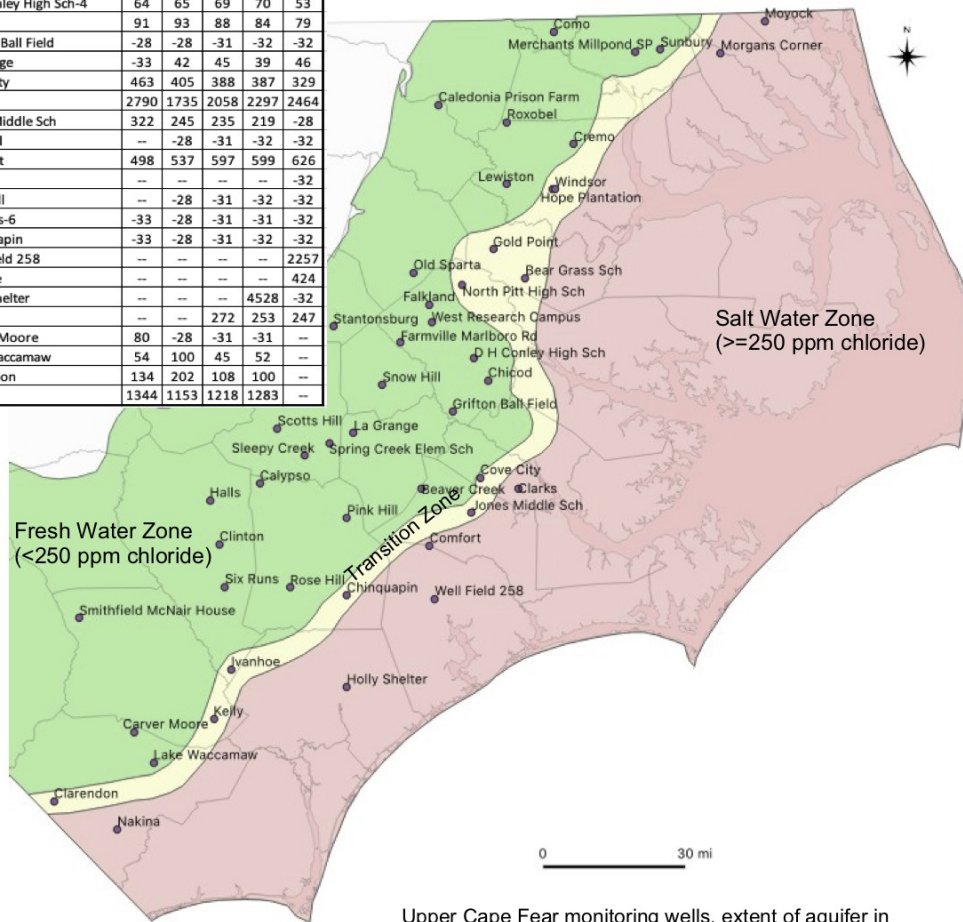 ley High Sch-4 64 65 69 70 53
91 93 88 84 79
Ball Field -28 -28 -31 -32 -32
ge -33 42 45 39 46
ty 463 405 388 387 329
2790 1735 2058 2297 2464
Middle Sch 322 245 235 219 -28
l -- -28 -31 -32 -32
t 498 537 597 599 626
-- -- -- -- -32
ll -- -28 -31 -32 -32
s-6 -33 -28 -31 -31 -32
apin -33 -28 -31 -32 -32
eld 258 -- -- -- -- 2257
e -- -- -- -- 424
helter -- -- -- 4528 -32
-- -- 272 253 247
Moore 80 -28 -31 -31 --
accamaw 54 100 45 52 --
on 134 202 108 100 --
1344 1153 1218 1283 --
Moyock
Como
N
Merchants Millpond SP
Sunbury
Morgans Corner
Caledonia Prison Farm
Roxobel
Cremo
Lewiston
Windsor
Hope Plantation
Gold Point
Old Sparta
Bear Grass Sch
North Pitt High Sch
Falkland
Stantonsburg
West Research Campus
Salt Water Zone
(>=250 ppm chloride)
Farmville Marlboro Rd
D H Conley High Sch
Chicod
Snow Hill
Grifton Ball Field
Scotts Hill
La Grange
Sleepy Creek
Spring Creek Elem Sch
Cove City
Calypso
Beaver Creek
Clarks
Halls
Jones Middle Sch
Pink Hill
Transition Zone
Fresh Water Zone
(<250 ppm chloride)
Clinton
Comfort
Six Runs
Rose Hill
Chinquapin
Well Field 258
Smithfield McNair House
Ivanhoe
Holly Shelter
Kelly
Carver Moore
Lake Waccamaw
Clarendon
Nakina
0 30 mi
Upper Cape Fear monitoring wells, extent of aquifer in